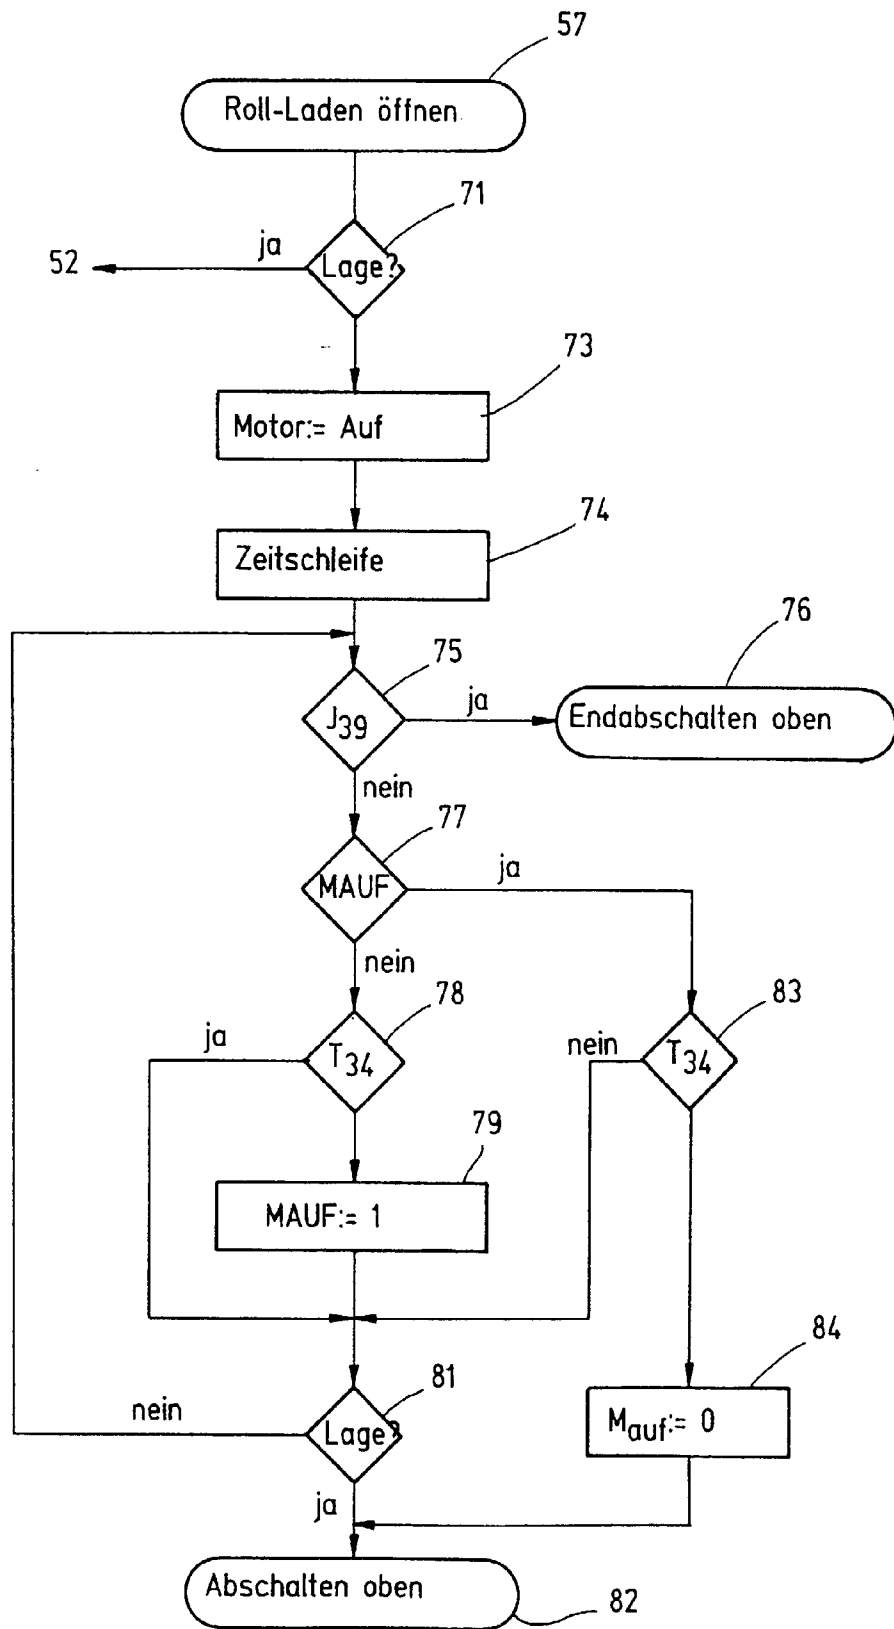 57
Roll-Laden öffnen
71
ja
52
Lage?
73
Motor:= Auf
74
Zeitschleife
76
75
ja
J39
Endabschalten oben
nein
77
ja
MAUF
nein
78
83
ja
nein
T34
T34
79
MAUF:= 1
84
81
nein
Lage?
Mauf:= 0
ja
Abschalten oben
82